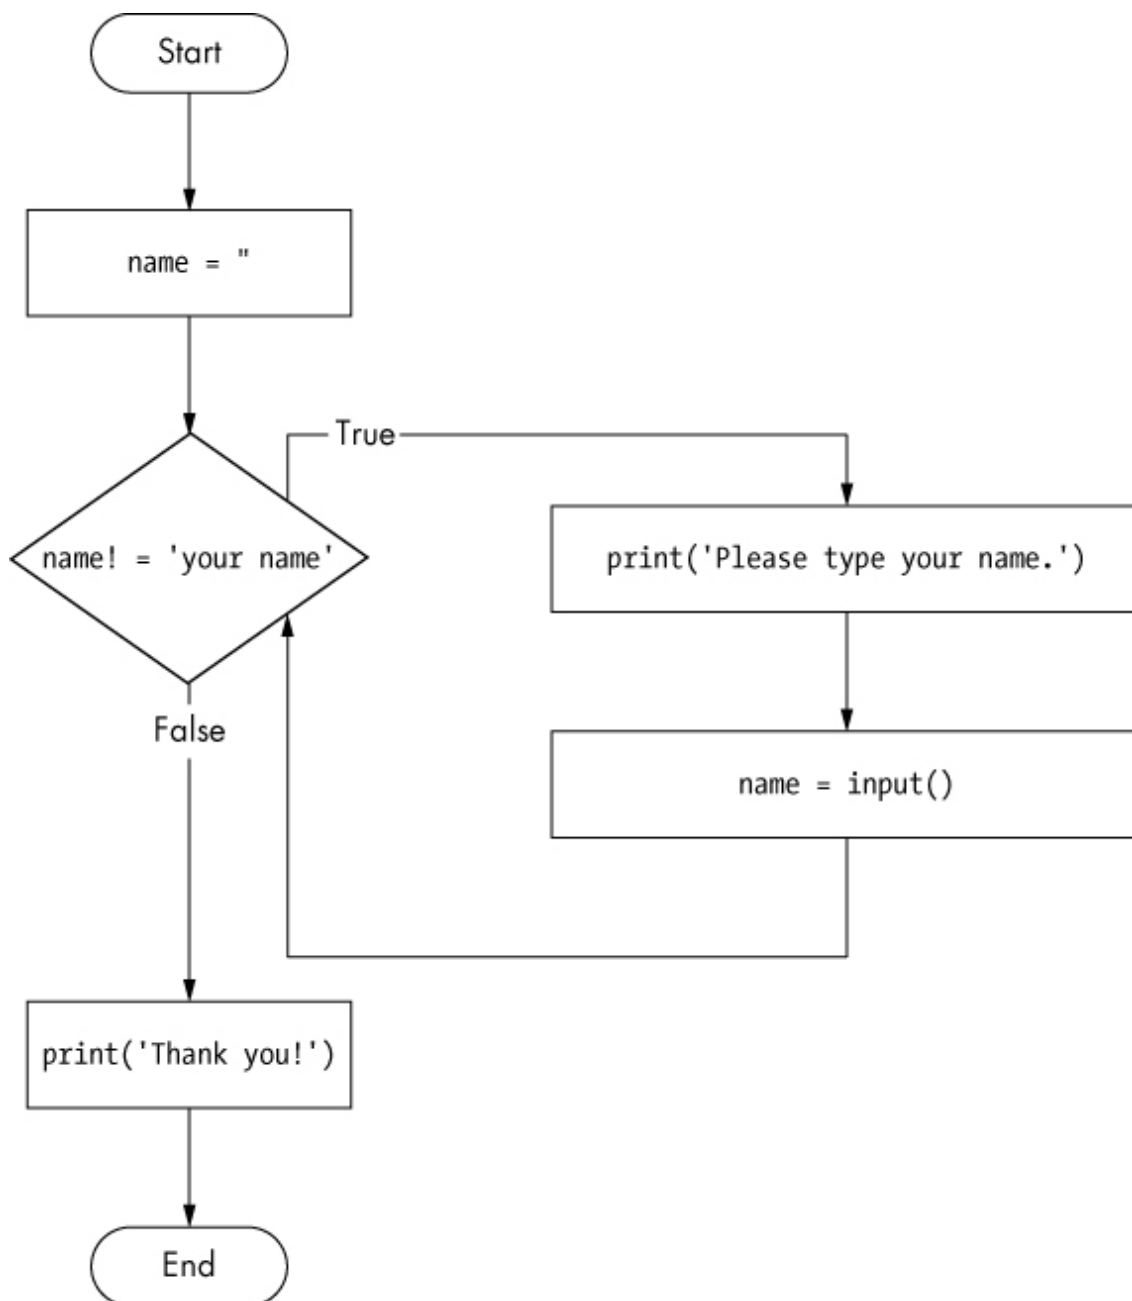 Start
name = "
True
name! = 'your name'
print('Please type your name.')
False
name = input()
print('Thank you!')
End